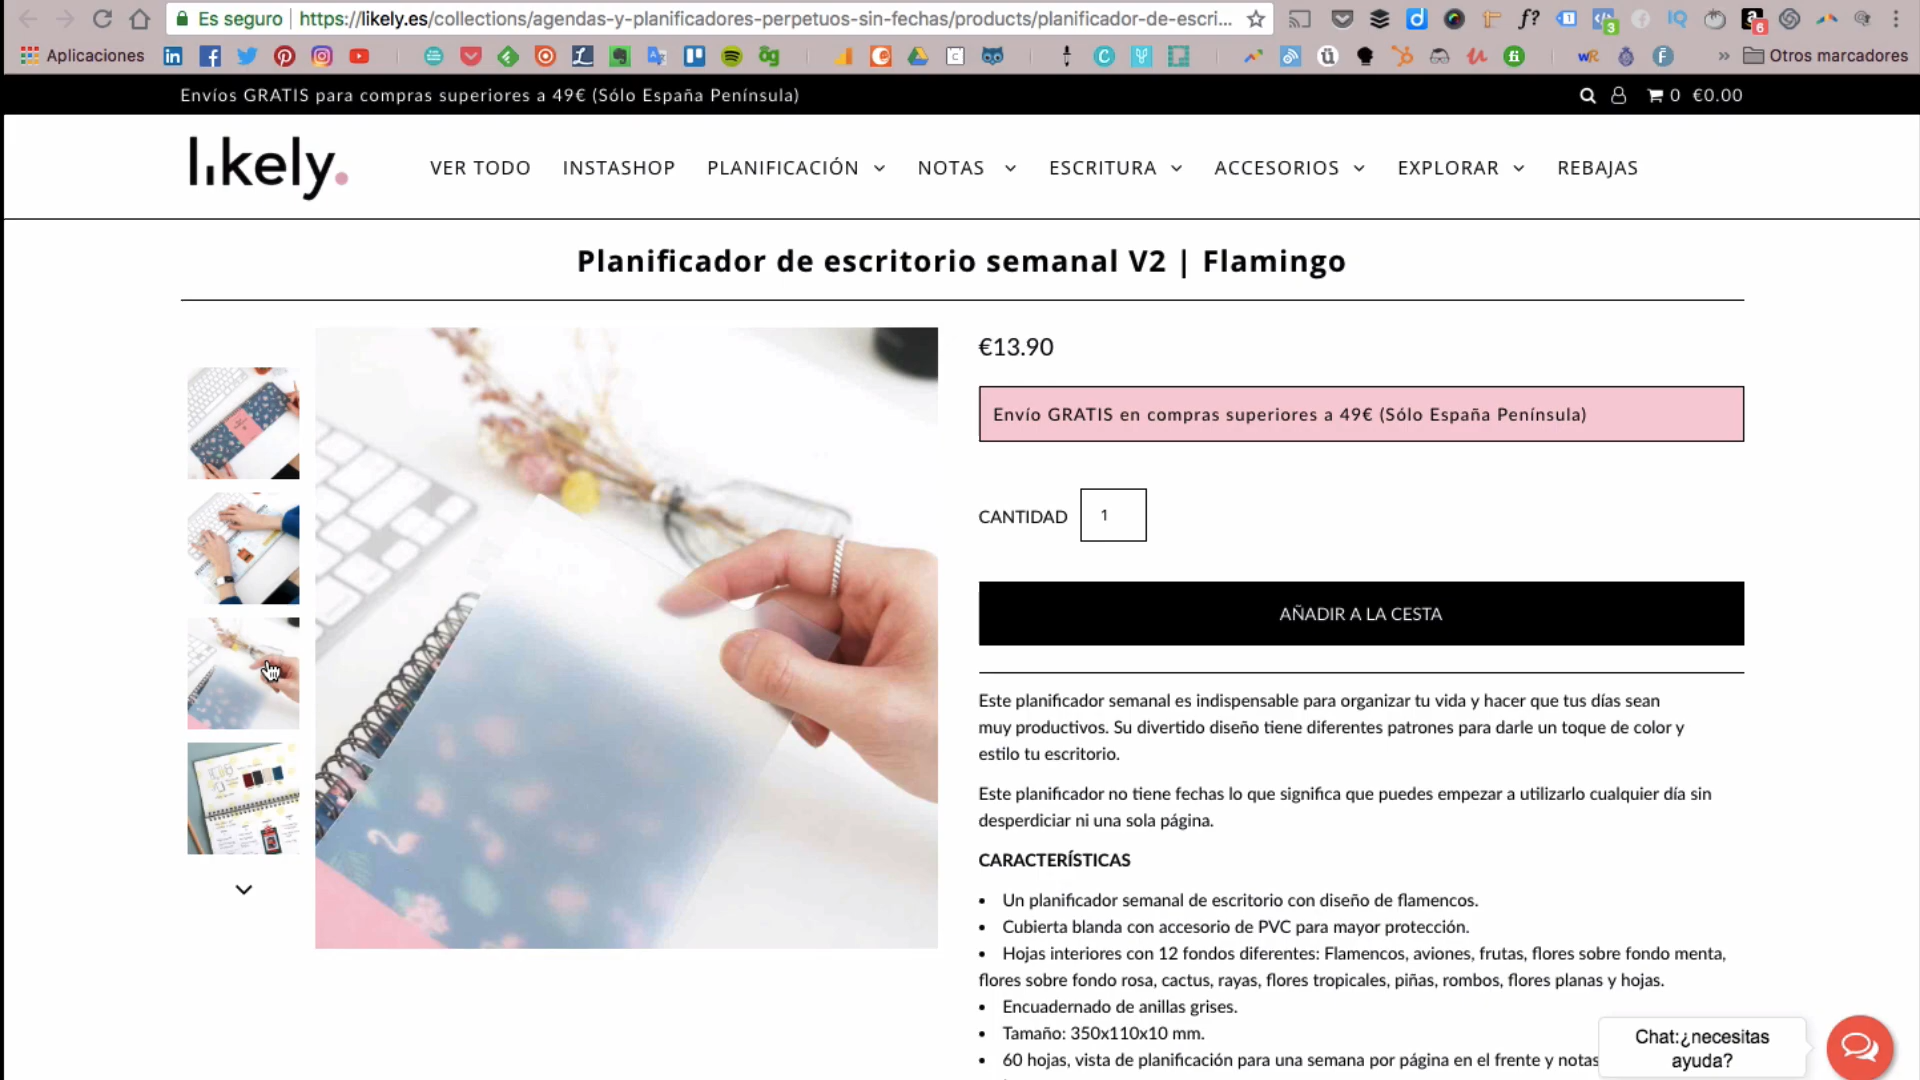 Es seguro | https://likely.es/collections/agendas-y-planificadores-perpetuos-sin-fechas/products/planificador-de-escri...
Aplicaciones
Otros marcadores
Envíos GRATIS para compras superiores a 49€ (Sólo España Península)
0 €0.00
likely.
VER TODO INSTASHOP PLANIFICACIÓN NOTAS ESCRITURA ACCESORIOS EXPLORAR REBAJAS
Planificador de escritorio semanal V2 | Flamingo
€13.90
Envío GRATIS en compras superiores a 49€ (Sólo España Península)
CANTIDAD 1
AÑADIR A LA CESTA
Este planificador semanal es indispensable para organizar tu vida y hacer que tus días sean
muy productivos. Su divertido diseño tiene diferentes patrones para darle un toque de color y
estilo tu escritorio.
Este planificador no tiene fechas lo que significa que puedes empezar a utilizarlo cualquier día sin
desperdiciar ni una sola página.
CARACTERÍSTICAS
• Un planificador semanal de escritorio con diseño de flamencos.
• Cubierta blanda con accesorio de PVC para mayor protección.
• Hojas interiores con 12 fondos diferentes: Flamencos, aviones, frutas, flores sobre fondo menta,
flores sobre fondo rosa, cactus, rayas, flores tropicales, piñas, rombos, flores planas y hojas.
• Encuadernado de anillas grises.
• Tamaño: 350x110x10 mm.
• 60 hojas, vista de planificación para una semana por página en el frente y notas
Chat:¿necesitas
ayuda?